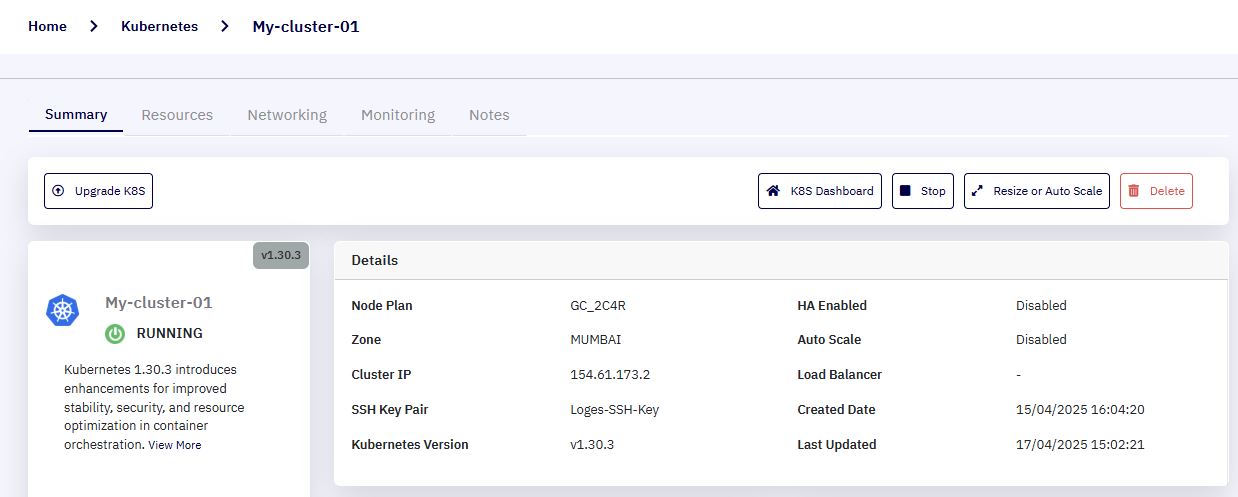 Home > Kubernetes > My-cluster-01
Summary Resources Networking Monitoring Notes
Upgrade K8S K8S Dashboard Stop Resize or Auto Scale Delete
v1.30.3
My-cluster-01
RUNNING
Kubernetes 1.30.3 introduces
enhancements for improved
stability, security, and resource
optimization in container
orchestration. View More
Details
Node Plan GC_2C4R HA Enabled Disabled
Zone MUMBAI Auto Scale Disabled
Cluster IP 154.61.173.2 Load Balancer -
SSH Key Pair Loges-SSH-Key Created Date 15/04/2025 16:04:20
Kubernetes Version v1.30.3 Last Updated 17/04/2025 15:02:21